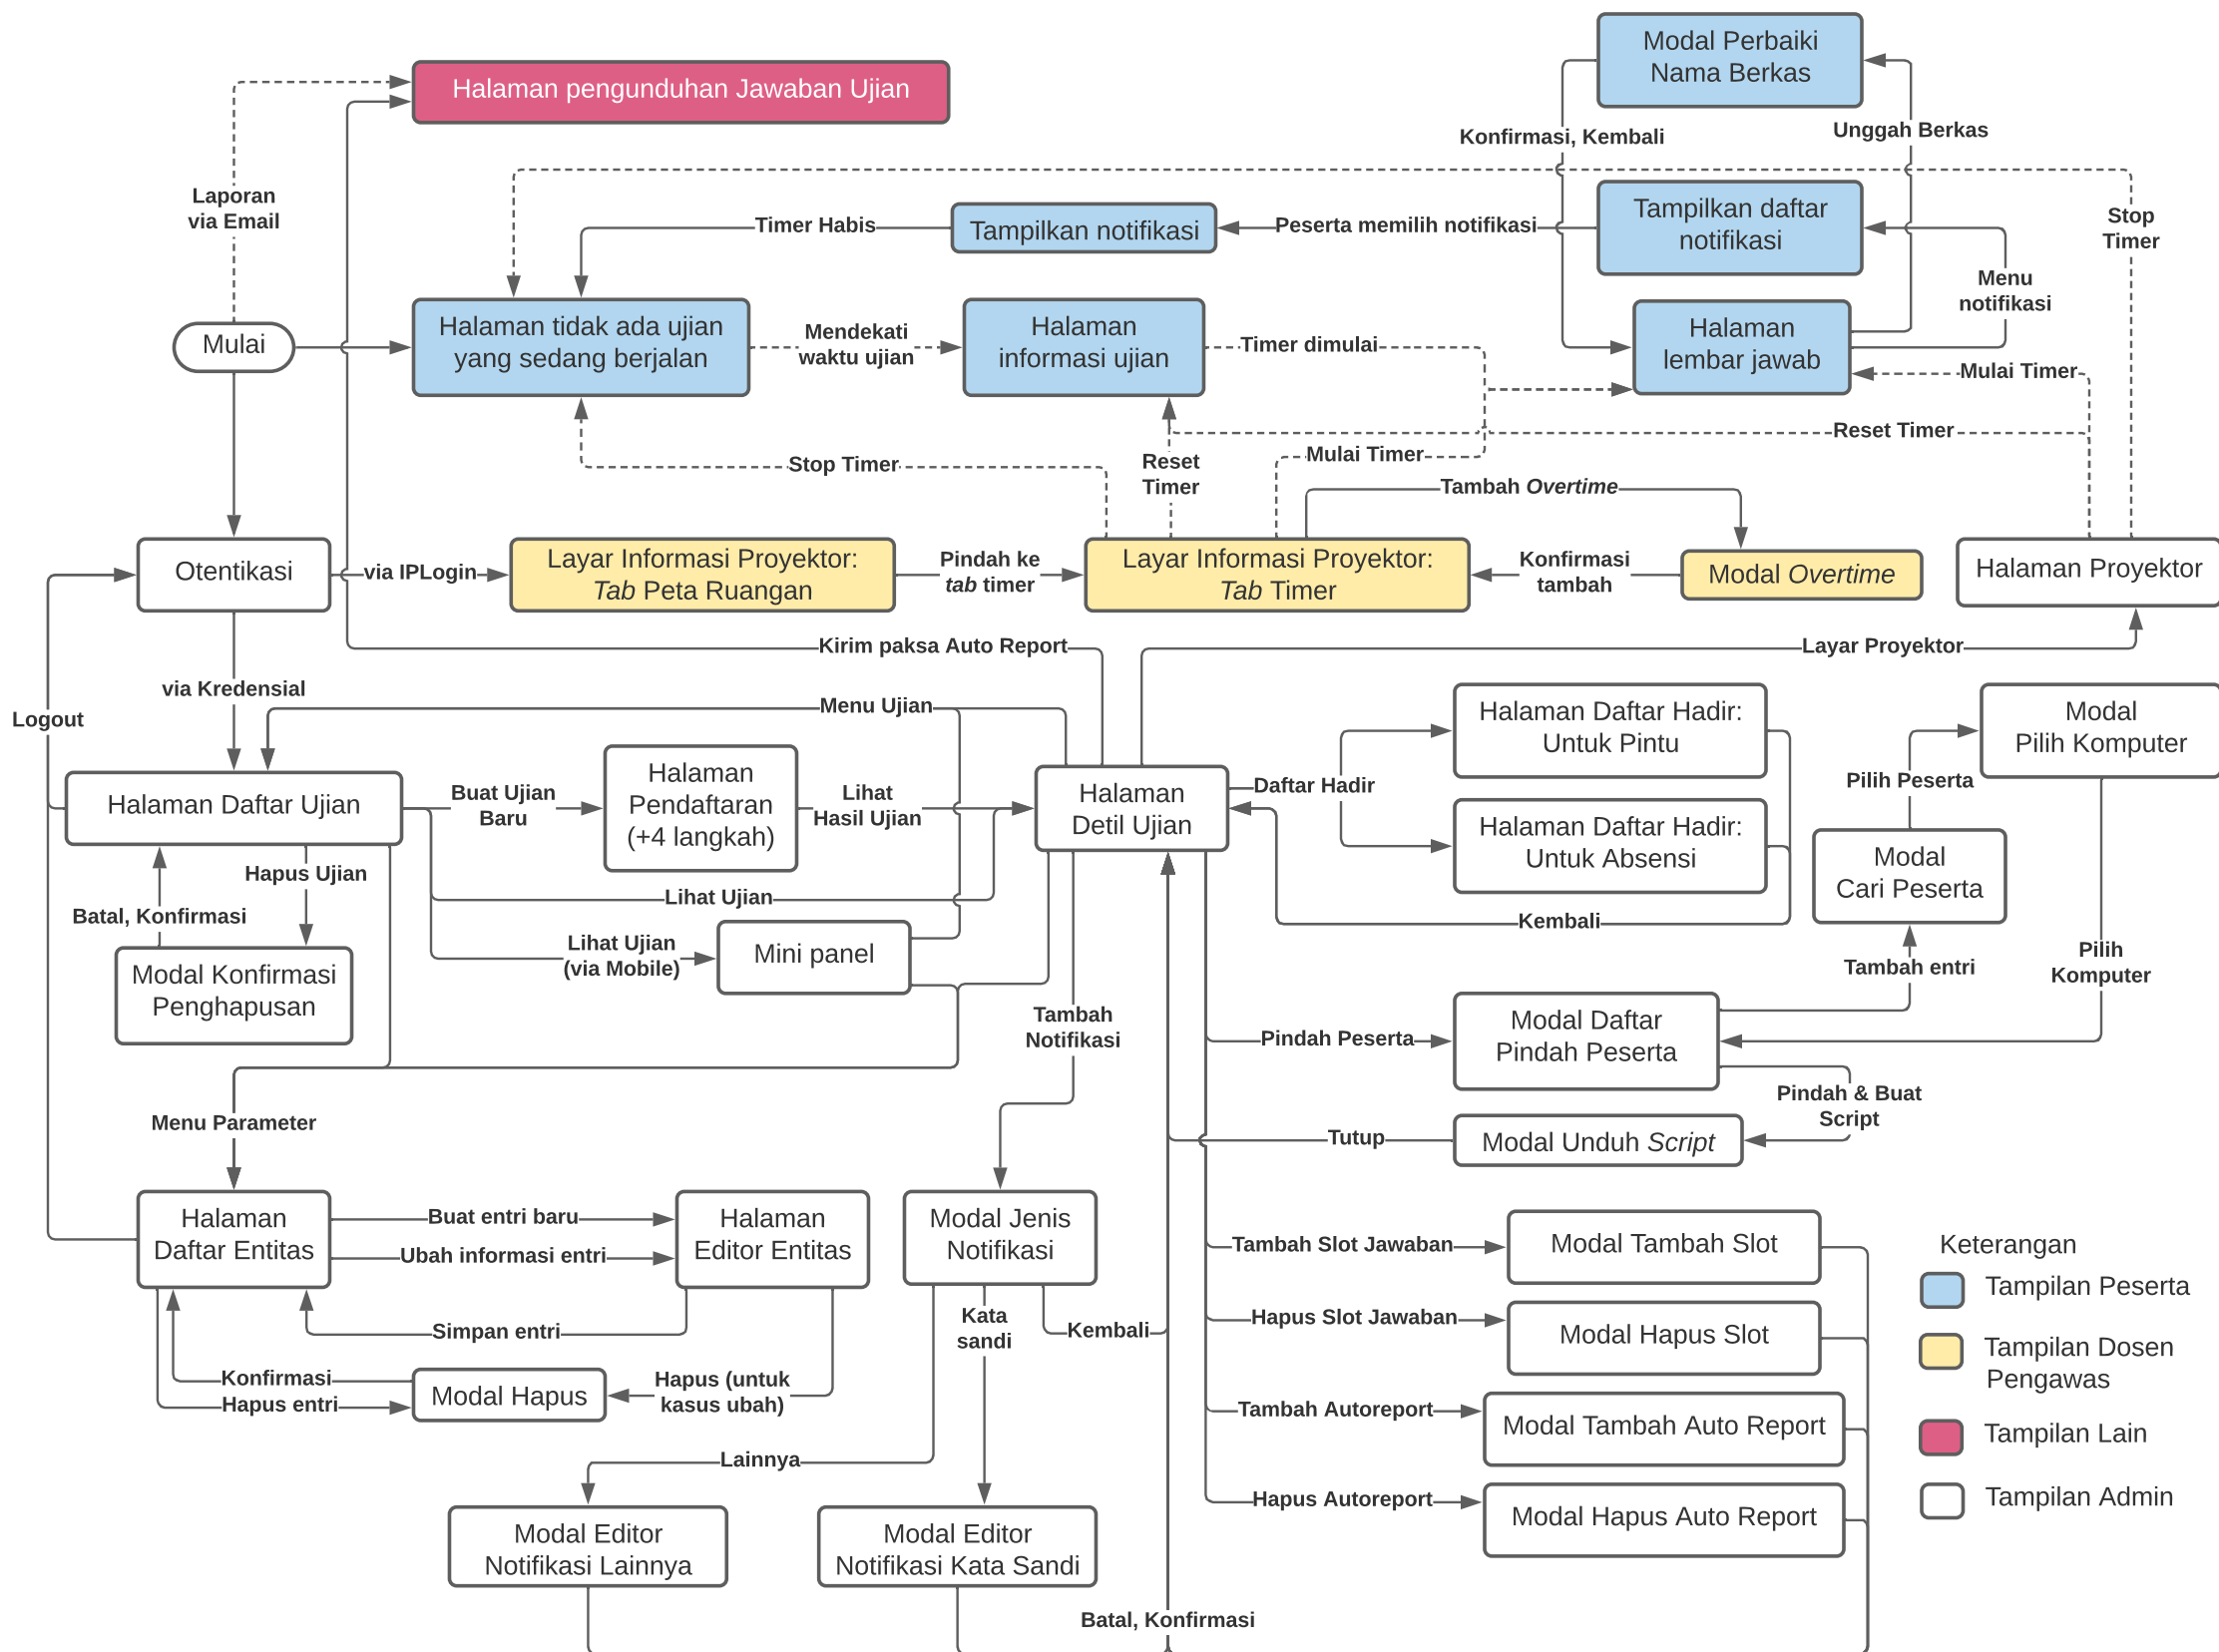 Modal Perbaiki
Nama Berkas
Halaman pengunduhan Jawaban Ujian
Konfirmasi, Kembali
Unggah Berkas
Laporan
via Email
Timer Habis
Tampilkan notifikasi
Peserta memilih notifikasi
Tampilkan daftar
notifikasi
Stop
Timer
Menu
notifikasi
Mulai
Halaman tidak ada ujian
yang sedang berjalan
Mendekati
waktu ujian
Halaman
informasi ujian
Timer dimulai
Halaman
lembar jawab
Mulai Timer
Reset Timer
Stop Timer
Reset
Timer
Mulai Timer
Tambah Overtime
Otentikasi
via IPLogin
Layar Informasi Proyektor:
Tab Peta Ruangan
Pindah ke
tab timer
Layar Informasi Proyektor:
Tab Timer
Konfirmasi
tambah
Modal Overtime
Halaman Proyektor
Kirim paksa Auto Report
Layar Proyektor
via Kredensial
Logout
Menu Ujian
Halaman Daftar Hadir:
Untuk Pintu
Modal
Pilih Komputer
Halaman Daftar Ujian
Buat Ujian
Baru
Halaman
Pendaftaran
(+4 langkah)
Lihat
Hasil Ujian
Halaman
Detil Ujian
Daftar Hadir
Pilih Peserta
Halaman Daftar Hadir:
Untuk Absensi
Modal
Cari Peserta
Hapus Ujian
Lihat Ujian
Batal, Konfirmasi
Kembali
Lihat Ujian
(via Mobile)
Mini panel
Pilih
Komputer
Tambah entri
Modal Konfirmasi
Penghapusan
Tambah
Notifikasi
Pindah Peserta
Modal Daftar
Pindah Peserta
Pindah & Buat
Script
Menu Parameter
Tutup
Modal Unduh Script
Halaman
Daftar Entitas
Buat entri baru
Ubah informasi entri
Halaman
Editor Entitas
Modal Jenis
Notifikasi
Tambah Slot Jawaban
Modal Tambah Slot
Keterangan
Tampilan Peserta
Simpan entri
Kata
sandi
Kembali
Hapus Slot Jawaban
Modal Hapus Slot
Tampilan Dosen
Pengawas
Konfirmasi
Hapus entri
Modal Hapus
Hapus (untuk
kasus ubah)
Tambah Autoreport
Modal Tambah Auto Report
Tampilan Lain
Lainnya
Hapus Autoreport
Modal Hapus Auto Report
Tampilan Admin
Modal Editor
Notifikasi Lainnya
Modal Editor
Notifikasi Kata Sandi
Batal, Konfirmasi